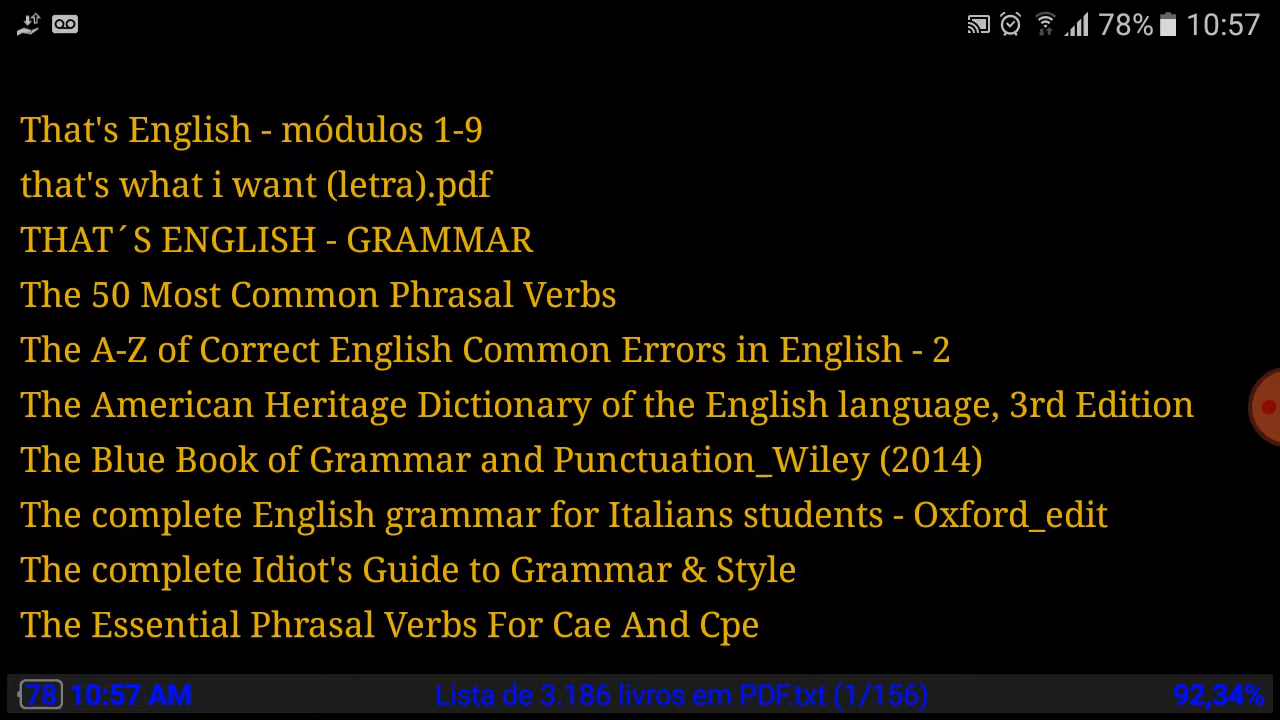 78% 10:57
That's English - módulos 1-9
that's what i want (letra).pdf
THAT´S ENGLISH - GRAMMAR
The 50 Most Common Phrasal Verbs
The A-Z of Correct English Common Errors in English - 2
The American Heritage Dictionary of the English language, 3rd Edition
The Blue Book of Grammar and Punctuation_Wiley (2014)
The complete English grammar for Italians students - Oxford_edit
The complete Idiot's Guide to Grammar & Style
The Essential Phrasal Verbs For Cae And Cpe
78 10:57 AM Lista de 3.186 livros em PDF.txt (1/156) 92,34%